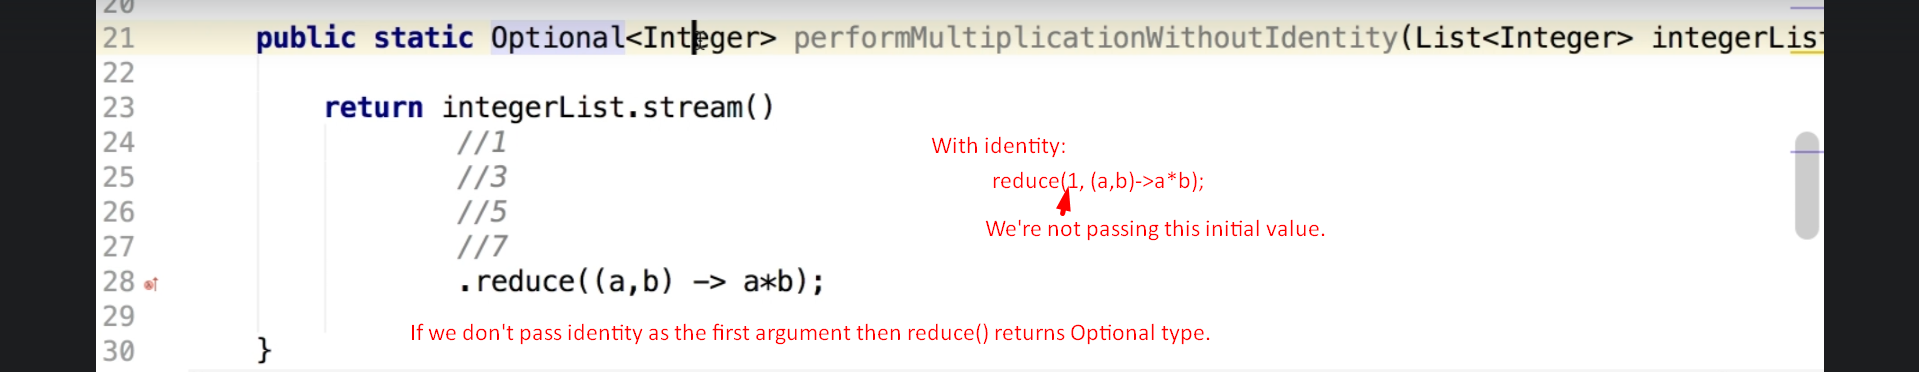 20
21 public static Optional<Integer> performMultiplicationWithoutIdentity(List<Integer> integerLis
22
23 return integerList.stream()
24 //1
With identity:
25 //3
reduce(1, (a,b)->a*b);
26 //5
We're not passing this initial value.
27 //7
28 .reduce((a,b) -> a*b);
29
If we don't pass identity as the first argument then reduce() returns Optional type.
30 }